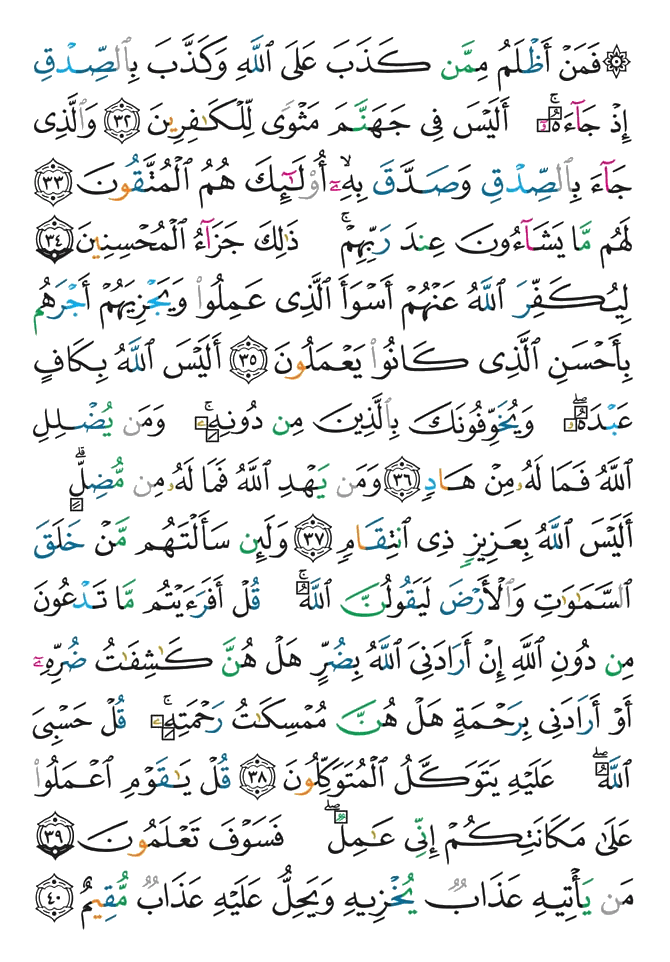 ۞ فَمَنْ أَظْلَمُ مِمَّن كَذَبَ عَلَى ٱللَّهِ وَكَذَّبَ بِٱلصِّدْقِ
إِذْ جَآءَهُۥٓۚ أَلَيْسَ فِى جَهَنَّمَ مَثْوًى لِّلْكَٰفِرِينَ ٣٢ وَٱلَّذِى
جَآءَ بِٱلصِّدْقِ وَصَدَّقَ بِهِۦٓۙ أُو۟لَٰٓئِكَ هُمُ ٱلْمُتَّقُونَ ٣٣
لَهُم مَّا يَشَآءُونَ عِندَ رَبِّهِمْۚ ذَٰلِكَ جَزَآءُ ٱلْمُحْسِنِينَ ٣٤
لِيُكَفِّرَ ٱللَّهُ عَنْهُمْ أَسْوَأَ ٱلَّذِى عَمِلُوا۟ وَيَجْزِيَهُمْ أَجْرَهُم
بِأَحْسَنِ ٱلَّذِى كَانُوا۟ يَعْمَلُونَ ٣٥ أَلَيْسَ ٱللَّهُ بِكَافٍ
عَبْدَهُۥۖ وَيُخَوِّفُونَكَ بِٱلَّذِينَ مِن دُونِهِۦۚ وَمَن يُضْلِلِ
ٱللَّهُ فَمَا لَهُۥ مِنْ هَادٍ ٣٦ وَمَن يَهْدِ ٱللَّهُ فَمَا لَهُۥ مِن مُّضِلٍّۗ
أَلَيْسَ ٱللَّهُ بِعَزِيزٍ ذِى ٱنتِقَامٍ ٣٧ وَلَئِن سَأَلْتَهُم مَّنْ خَلَقَ
ٱلسَّمَٰوَٰتِ وَٱلْأَرْضَ لَيَقُولُنَّ ٱللَّهُۚ قُلْ أَفَرَءَيْتُم مَّا تَدْعُونَ
مِن دُونِ ٱللَّهِ إِنْ أَرَادَنِىَ ٱللَّهُ بِضُرٍّ هَلْ هُنَّ كَٰشِفَٰتُ ضُرِّهِۦٓ
أَوْ أَرَادَنِى بِرَحْمَةٍ هَلْ هُنَّ مُمْسِكَٰتُ رَحْمَتِهِۦۚ قُلْ حَسْبِىَ
ٱللَّهُۖ عَلَيْهِ يَتَوَكَّلُ ٱلْمُتَوَكِّلُونَ ٣٨ قُلْ يَٰقَوْمِ ٱعْمَلُوا۟
عَلَىٰ مَكَانَتِكُمْ إِنِّى عَٰمِلٌۖ فَسَوْفَ تَعْلَمُونَ ٣٩
مَن يَأْتِيهِ عَذَابٌ يُخْزِيهِ وَيَحِلُّ عَلَيْهِ عَذَابٌ مُّقِيمٌ ٤٠